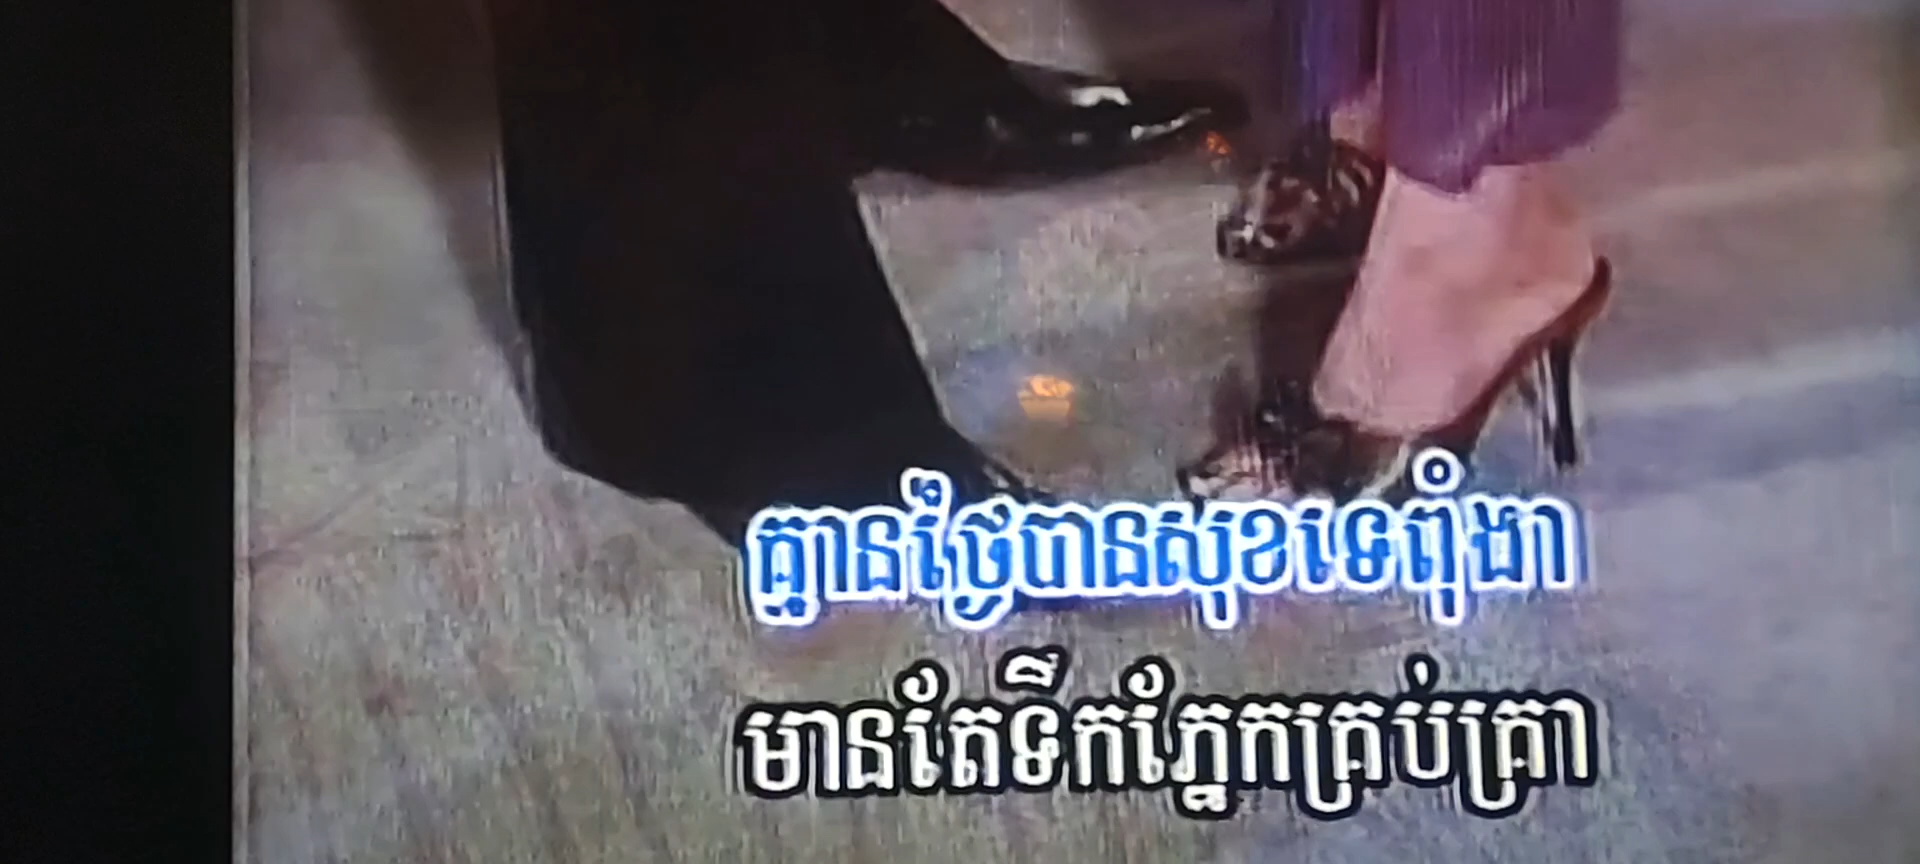 គ្មានថ្ងៃបានសុខទេពុំងា
មានតែទឹកភ្នែកគ្រប់គ្រា